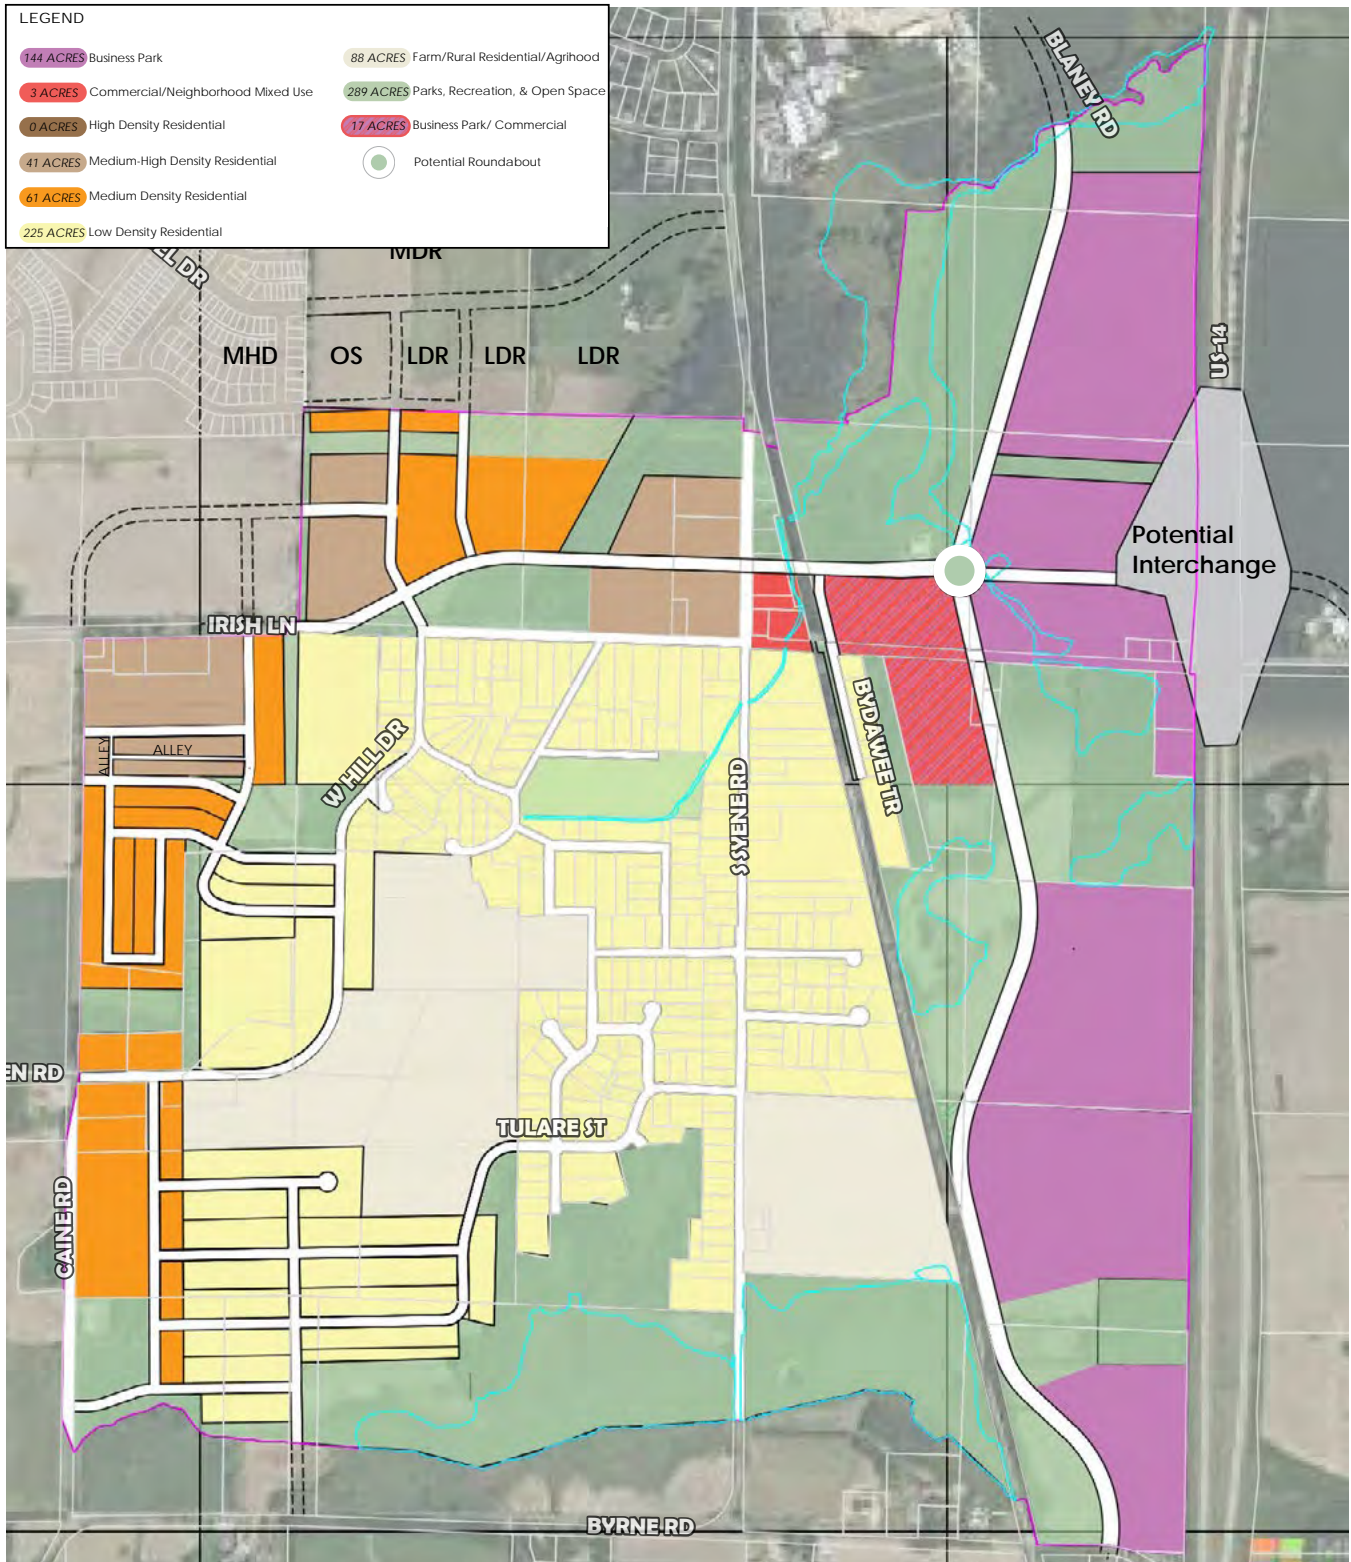 LEGEND
144 ACRES Business Park
3 ACRES Commercial/Neighborhood Mixed Use
0 ACRES High Density Residential
41 ACRES Medium-High Density Residential
61 ACRES Medium Density Residential
225 ACRES Low Density Residential
88 ACRES Farm/Rural Residential/Agrihood
289 ACRES Parks, Recreation, & Open Space
17 ACRES Business Park/ Commercial
Potential Roundabout
BLANEY RD
EL DR
MDR
MHD
OS
LDR
LDR
LDR
US-14
Potential
Interchange
IRISH LN
W HILL DR
ALLEY
ALLEY
BYDAWEE TR
S SYENE RD
EN RD
TULARE ST
CAINE RD
BYRNE RD